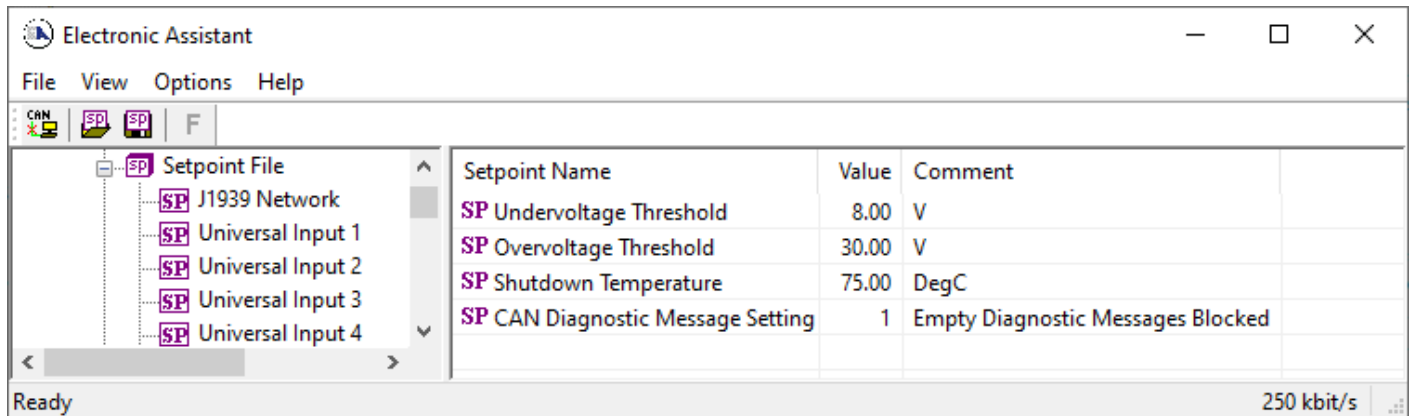 Electronic Assistant
File View Options Help
CAN SP SP F
SP Setpoint File
SP J1939 Network
SP Universal Input 1
SP Universal Input 2
SP Universal Input 3
SP Universal Input 4
Setpoint Name Value Comment
SP Undervoltage Threshold 8.00 V
SP Overvoltage Threshold 30.00 V
SP Shutdown Temperature 75.00 DegC
SP CAN Diagnostic Message Setting 1 Empty Diagnostic Messages Blocked
Ready 250 kbit/s